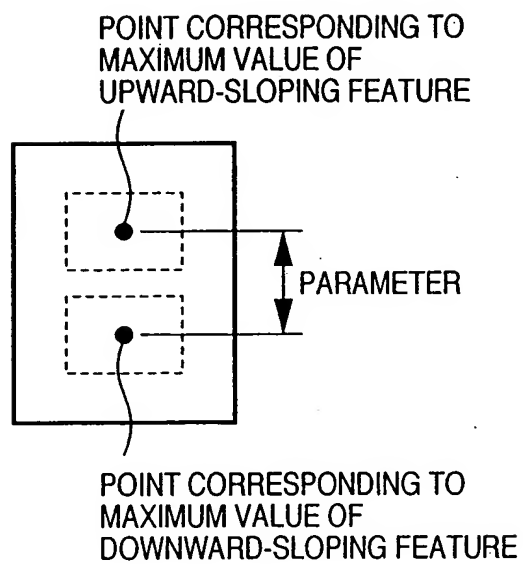 POINT CORRESPONDING TO
MAXIMUM VALUE OF
UPWARD-SLOPING FEATURE
PARAMETER
POINT CORRESPONDING TO
MAXIMUM VALUE OF
DOWNWARD-SLOPING FEATURE